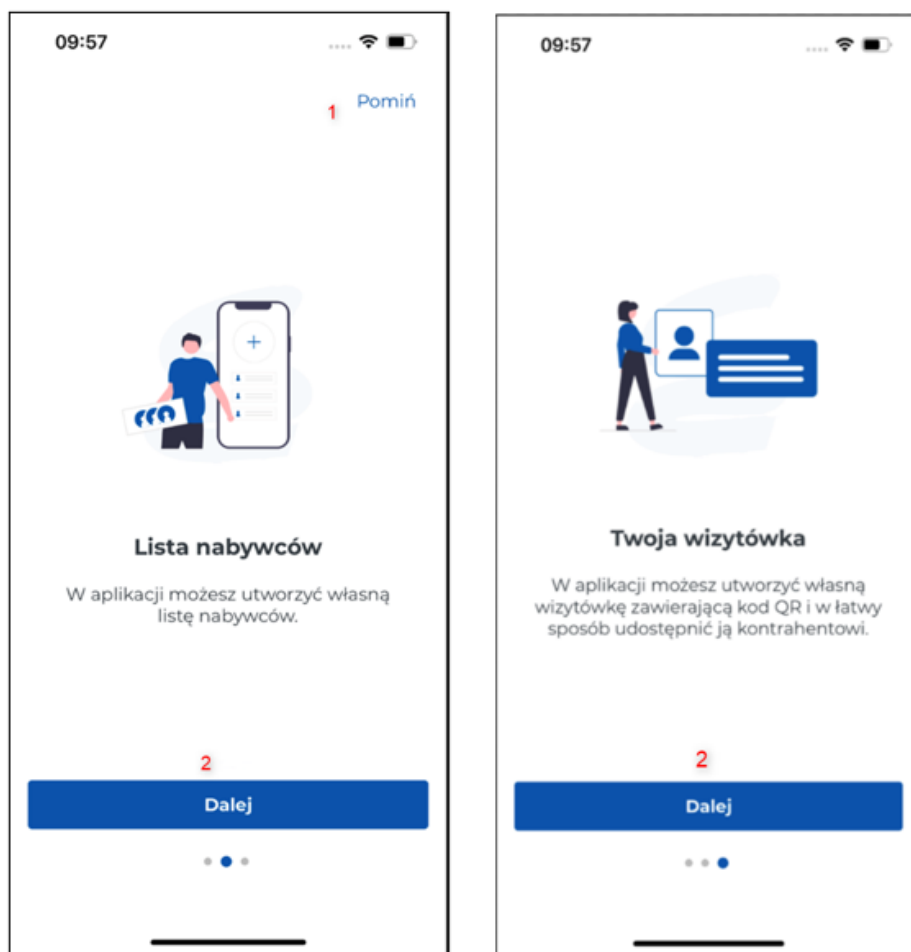 09:57
1 Pomiń
Lista nabywców
W aplikacji możesz utworzyć własną
listę nabywców.
2
Dalej
09:57
Twoja wizytówka
W aplikacji możesz utworzyć własną
wizytówkę zawierającą kod QR i w łatwy
sposób udostępnić ją kontrahentowi.
2
Dalej